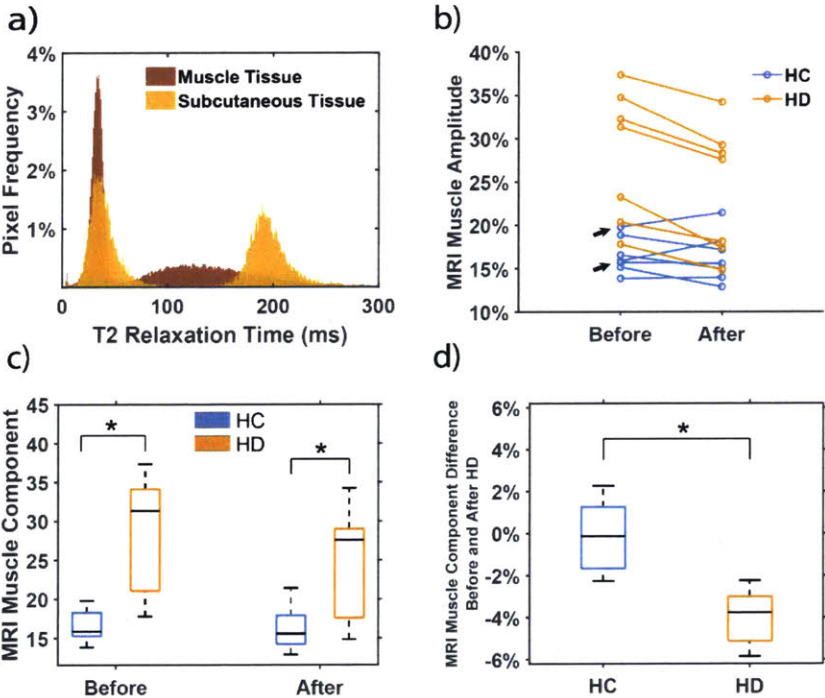 a)
4%
3%
2%
1%
Pixel Frequency
Muscle Tissue
Subcutaneous Tissue
0 100 200 300
T2 Relaxation Time (ms)
b)
40%
35%
30%
25%
20%
15%
10%
MRI Muscle Amplitude
HC
HD
Before After
c)
45
40
35
30
25
20
15
MRI Muscle Component
HC
HD
*
*
Before After
d)
6%
4%
2%
0%
-2%
-4%
-6%
MRI Muscle Component Difference
Before and After HD
*
HC HD